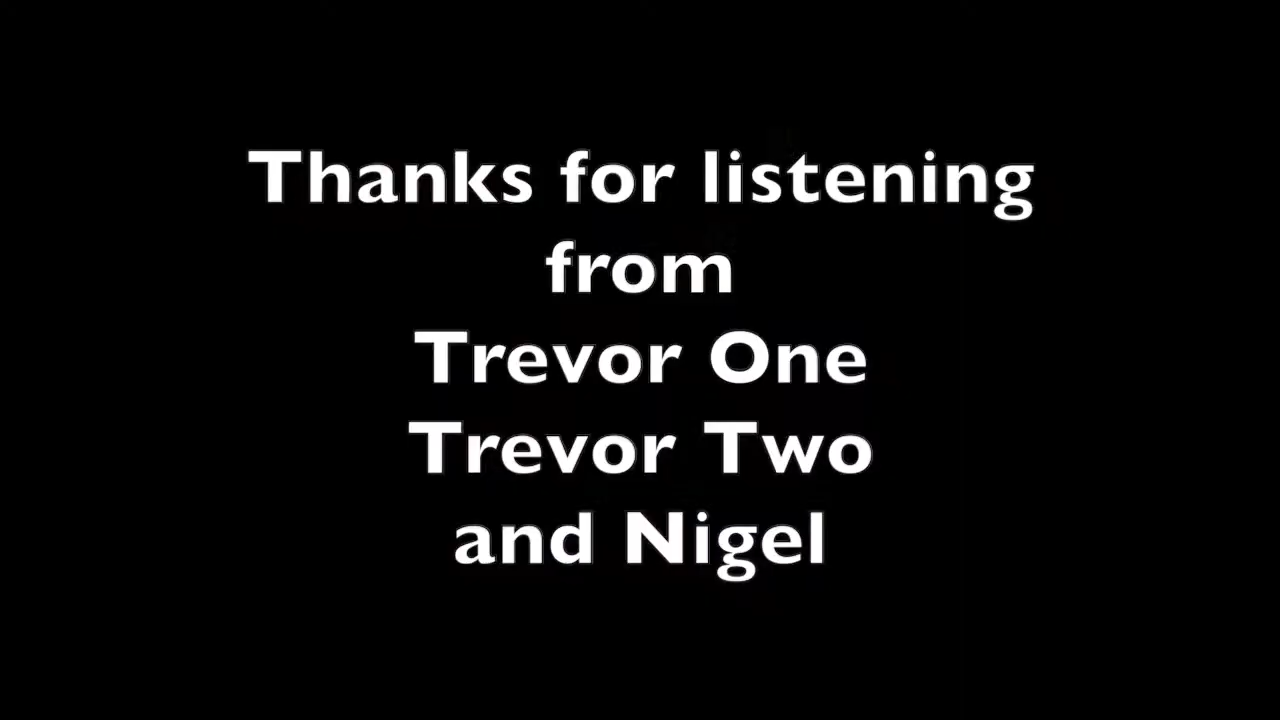 Thanks for listening
from
Trevor One
Trevor Two
and Nigel